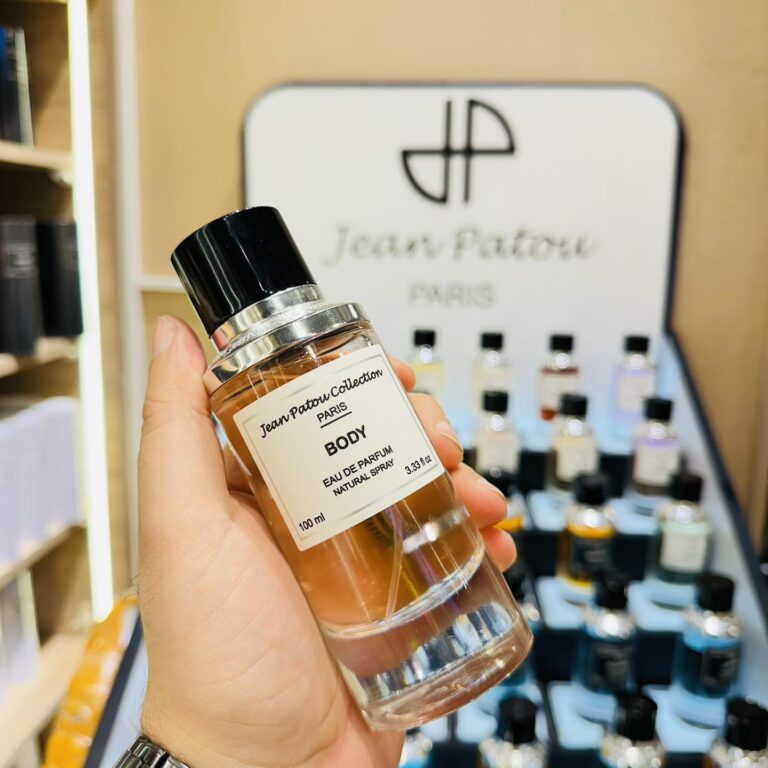 JP
Jean Patou
PARIS
Jean Patou Collection
PARIS
BODY
EAU DE PARFUM
NATURAL SPRAY
100 ml
3.33 fl oz